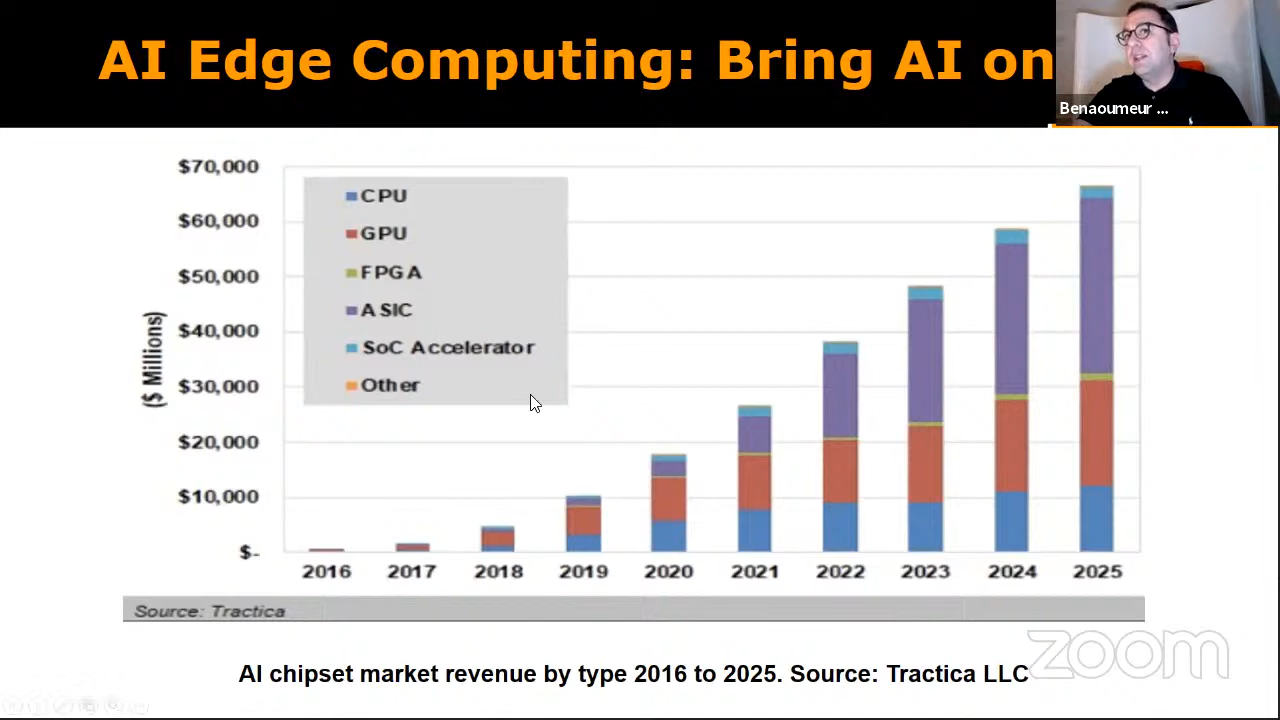 AI Edge Computing: Bring AI on
Benaoumeur ...
$70,000
$60,000
$50,000
$40,000
$30,000
$20,000
$10,000
$-
($ Millions)
CPU
GPU
FPGA
ASIC
SoC Accelerator
Other
2016 2017 2018 2019 2020 2021 2022 2023 2024 2025
Source: Tractica
AI chipset market revenue by type 2016 to 2025. Source: Tractica LLC
zoom